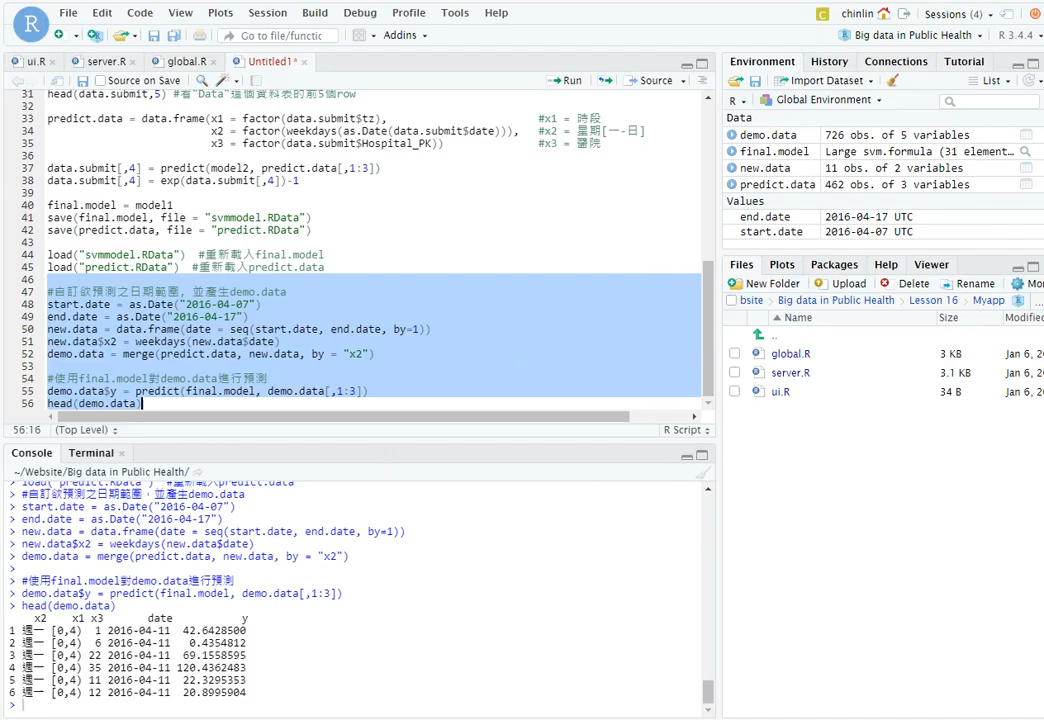 File Edit Code View Plots Session Build Debug Profile Tools Help
chinlin Sessions (4)
Go to file/functic Addins
Big data in Public Health R 3.4.4
ui.R server.R global.R Untitled1*
Source on Save Run Source
31 head(data.submit,5) #看"Data"這個資料表的前5個row
32
33 predict.data = data.frame(x1 = factor(data.submit$tz), #x1 = 時段
34 x2 = factor(weekdays(as.Date(data.submit$date))), #x2 = 星期[一-日]
35 x3 = factor(data.submit$Hospital_PK)) #x3 = 醫院
36
37 data.submit[,4] = predict(model2, predict.data[,1:3])
38 data.submit[,4] = exp(data.submit[,4])-1
39
40 final.model = model1
41 save(final.model, file = "svmmodel.RData")
42 save(predict.data, file = "predict.RData")
43
44 load("svmmodel.RData") #重新載入final.model
45 load("predict.RData") #重新載入predict.data
46
47 #自訂欲預測之日期範圍, 並產生demo.data
48 start.date = as.Date("2016-04-07")
49 end.date = as.Date("2016-04-17")
50 new.data = data.frame(date = seq(start.date, end.date, by=1))
51 new.data$x2 = weekdays(new.data$date)
52 demo.data = merge(predict.data, new.data, by = "x2")
53
54 #使用final.model對demo.data進行預測
55 demo.data$y = predict(final.model, demo.data[,1:3])
56 head(demo.data)
56:16 (Top Level) R Script
Console Terminal
~/Website/Big data in Public Health/
> load("predict.RData") #重新載入predict.data
> #自訂欲預測之日期範圍，並產生demo.data
> start.date = as.Date("2016-04-07")
> end.date = as.Date("2016-04-17")
> new.data = data.frame(date = seq(start.date, end.date, by=1))
> new.data$x2 = weekdays(new.data$date)
> demo.data = merge(predict.data, new.data, by = "x2")
>
> #使用final.model對demo.data進行預測
> demo.data$y = predict(final.model, demo.data[,1:3])
> head(demo.data)
x2 x1 x3 date y
1 週一 [0,4) 1 2016-04-11 42.6428500
2 週一 [0,4) 6 2016-04-11 0.4354812
3 週一 [0,4) 22 2016-04-11 69.1558595
4 週一 [0,4) 35 2016-04-11 120.4362483
5 週一 [0,4) 11 2016-04-11 22.3295353
6 週一 [0,4) 12 2016-04-11 20.8995904
>
Environment History Connections Tutorial
Import Dataset List
R Global Environment
Data
demo.data 726 obs. of 5 variables
final.model Large svm.formula (31 element…
new.data 11 obs. of 2 variables
predict.data 462 obs. of 3 variables
Values
end.date 2016-04-17 UTC
start.date 2016-04-07 UTC
Files Plots Packages Help Viewer
New Folder Upload Delete Rename Mor
bsite Big data in Public Health Lesson 16 Myapp ...
Name Size Modified
..
global.R 3 KB Jan 6, 20
server.R 3.1 KB Jan 6, 20
ui.R 34 B Jan 6, 20